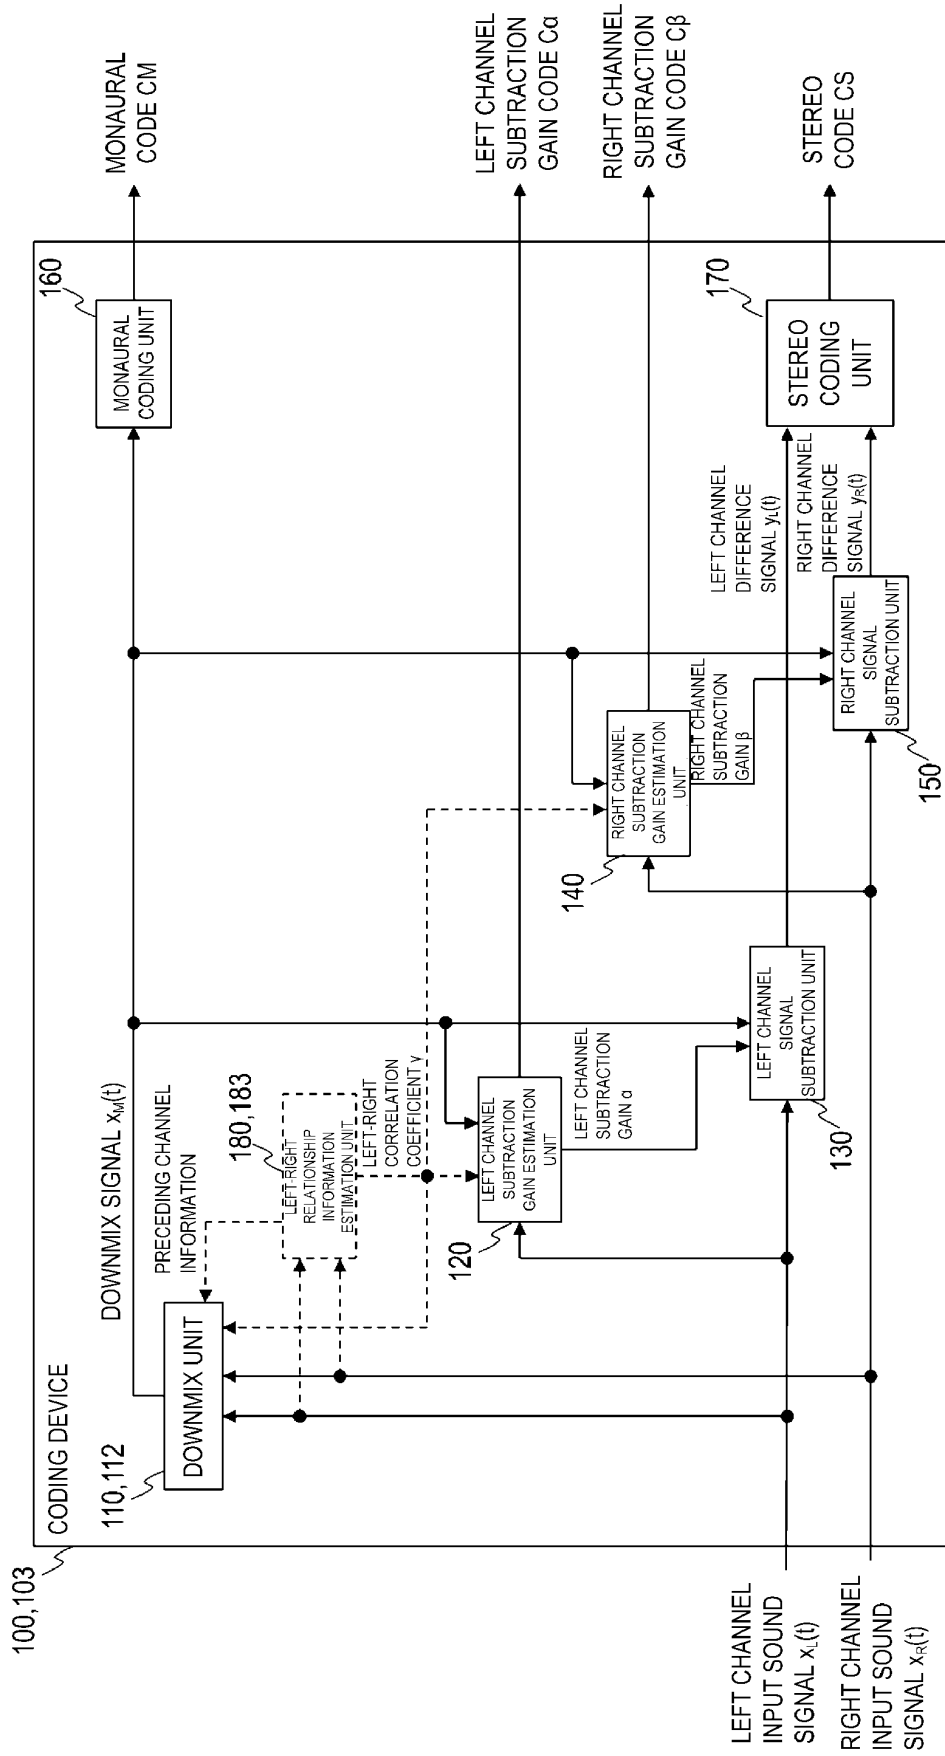 100,103
CODING DEVICE
110,112
DOWNMIX UNIT
DOWNMIX SIGNAL xM(t)
PRECEDING CHANNEL
INFORMATION
180,183
LEFT-RIGHT
RELATIONSHIP
INFORMATION
ESTIMATION UNIT
LEFT-RIGHT
CORRELATION
COEFFICIENT γ
160
MONAURAL
CODING UNIT
MONAURAL
CODE CM
120
LEFT CHANNEL
SUBTRACTION
GAIN ESTIMATION
UNIT
LEFT CHANNEL
SUBTRACTION
GAIN α
LEFT CHANNEL
SUBTRACTION
GAIN CODE Cα
140
RIGHT CHANNEL
SUBTRACTION
GAIN ESTIMATION
UNIT
RIGHT CHANNEL
SUBTRACTION
GAIN β
RIGHT CHANNEL
SUBTRACTION
GAIN CODE Cβ
LEFT CHANNEL
INPUT SOUND
SIGNAL xL(t)
130
LEFT CHANNEL
SIGNAL
SUBTRACTION UNIT
LEFT CHANNEL
DIFFERENCE
SIGNAL yL(t)
RIGHT CHANNEL
INPUT SOUND
SIGNAL xR(t)
150
RIGHT CHANNEL
SIGNAL
SUBTRACTION UNIT
RIGHT CHANNEL
DIFFERENCE
SIGNAL yR(t)
170
STEREO
CODING
UNIT
STEREO
CODE CS